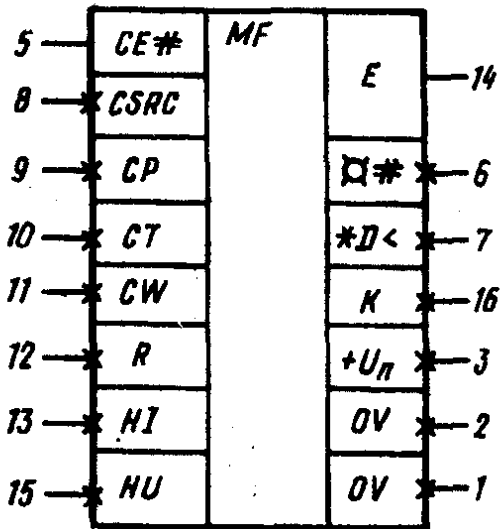 5 CE# MF E 14
8 CSRC
9 CP ¤# 6
10 CT *D< 7
11 CW K 16
12 R +Uп 3
13 HI 0V 2
15 HU 0V 1